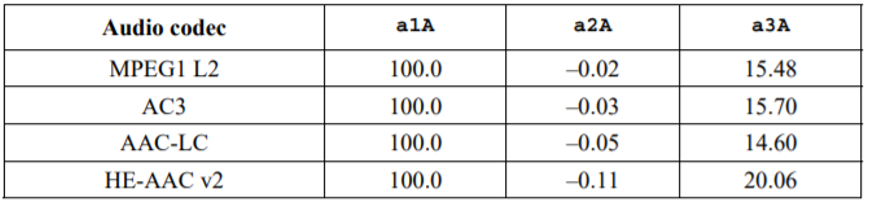 Audio codec a1A a2A a3A
MPEG1 L2 100.0 –0.02 15.48
AC3 100.0 –0.03 15.70
AAC-LC 100.0 –0.05 14.60
HE-AAC v2 100.0 –0.11 20.06